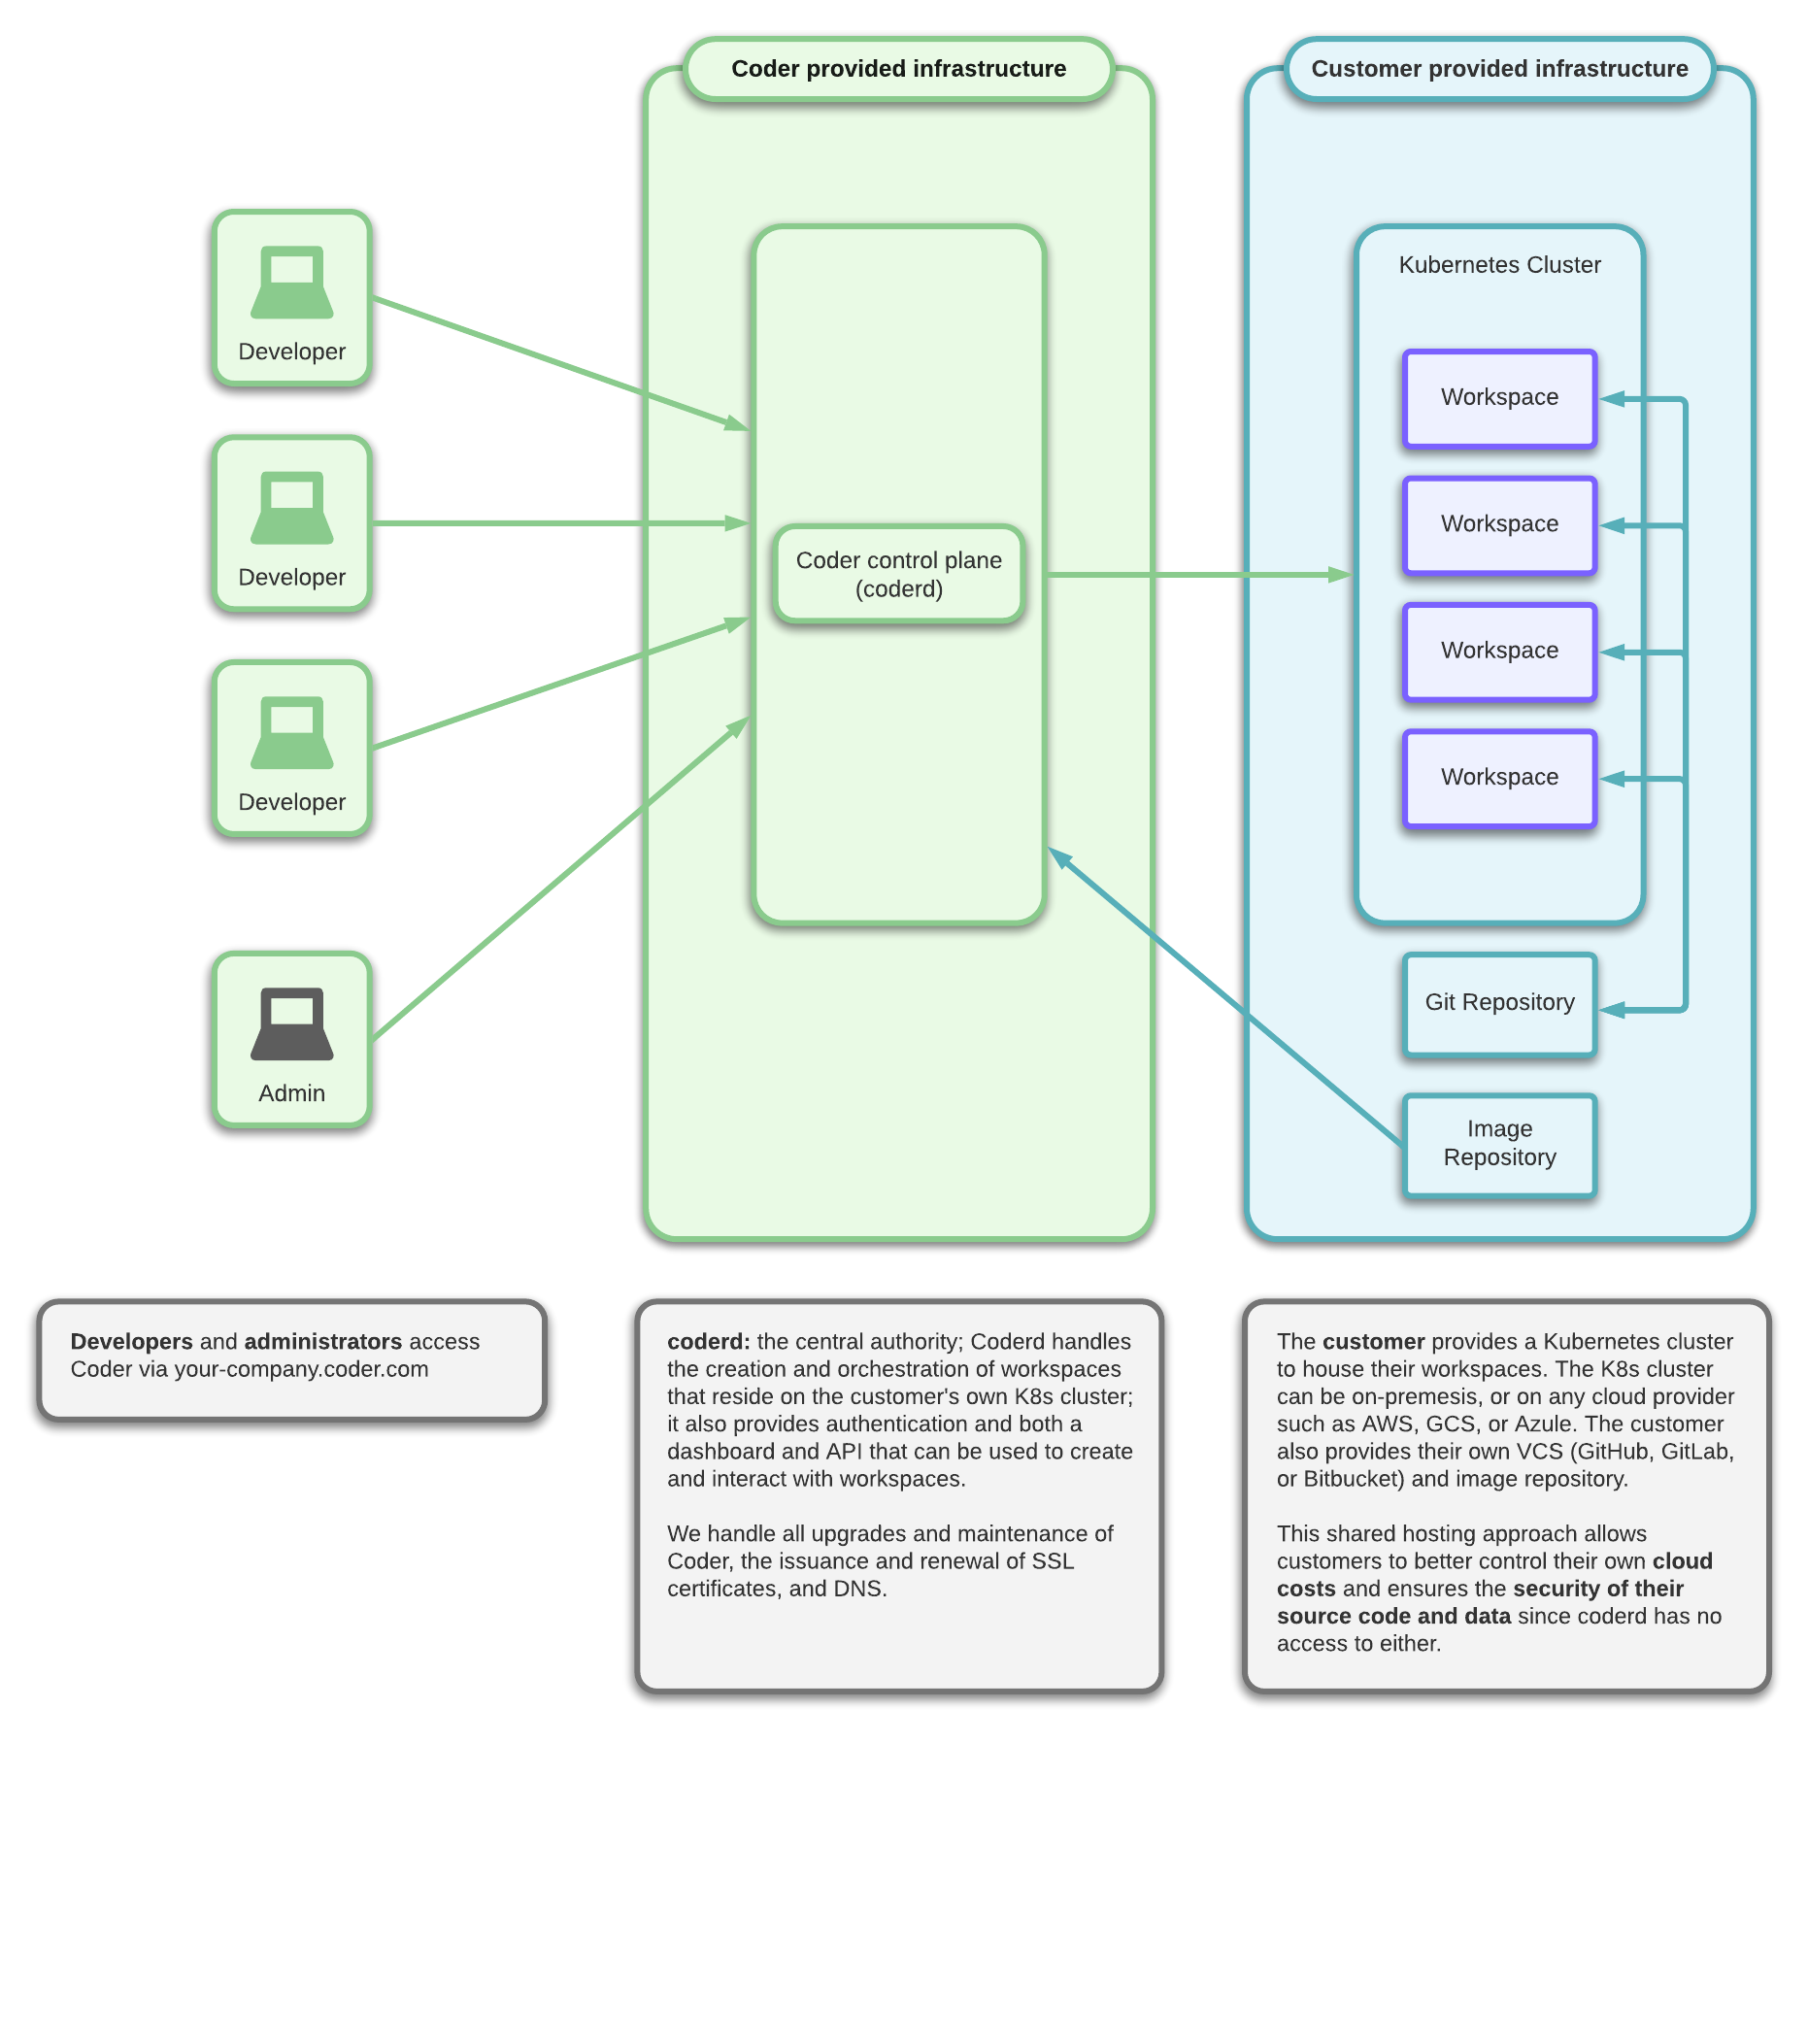 Coder provided infrastructure
Customer provided infrastructure
Developer
Developer
Developer
Admin
Coder control plane
(coderd)
Kubernetes Cluster
Workspace
Workspace
Workspace
Workspace
Git Repository
Image
Repository
Developers and administrators access
Coder via your-company.coder.com
coderd: the central authority; Coderd handles
the creation and orchestration of workspaces
that reside on the customer's own K8s cluster;
it also provides authentication and both a
dashboard and API that can be used to create
and interact with workspaces.
We handle all upgrades and maintenance of
Coder, the issuance and renewal of SSL
certificates, and DNS.
The customer provides a Kubernetes cluster
to house their workspaces. The K8s cluster
can be on-premesis, or on any cloud provider
such as AWS, GCS, or Azule. The customer
also provides their own VCS (GitHub, GitLab,
or Bitbucket) and image repository.
This shared hosting approach allows
customers to better control their own cloud
costs and ensures the security of their
source code and data since coderd has no
access to either.